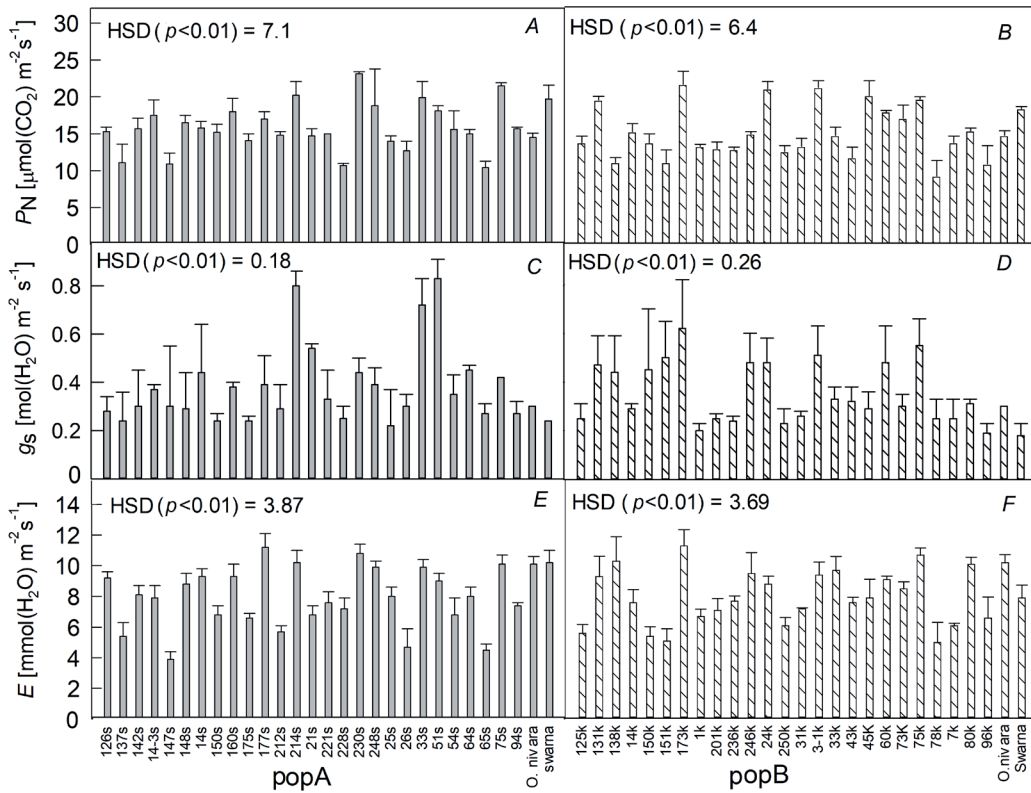 HSD (p<0.01) = 7.1
A
HSD (p<0.01) = 6.4
B
P_N [μmol(CO₂) m⁻² s⁻¹]
30
25
20
15
10
5
0
HSD (p<0.01) = 0.18
C
HSD (p<0.01) = 0.26
D
g_s [mol(H₂O) m⁻² s⁻¹]
0.8
0.6
0.4
0.2
0
HSD (p<0.01) = 3.87
E
HSD (p<0.01) = 3.69
F
E [mmol(H₂O) m⁻² s⁻¹]
14
12
10
8
6
4
2
0
126s
137s
142s
14-3s
147s
148s
14s
150s
160s
175s
177s
212s
214s
21s
221s
228s
230s
248s
25s
26s
33s
51s
54s
64s
65s
75s
94s
O. nivara
swarna
popA
125k
131K
138k
14K
150k
151k
173K
1k
201k
236K
246K
24K
250K
31k
3-1k
33K
43k
45K
60k
73K
75K
78K
7K
80k
96K
O.nivara
Swarna
popB